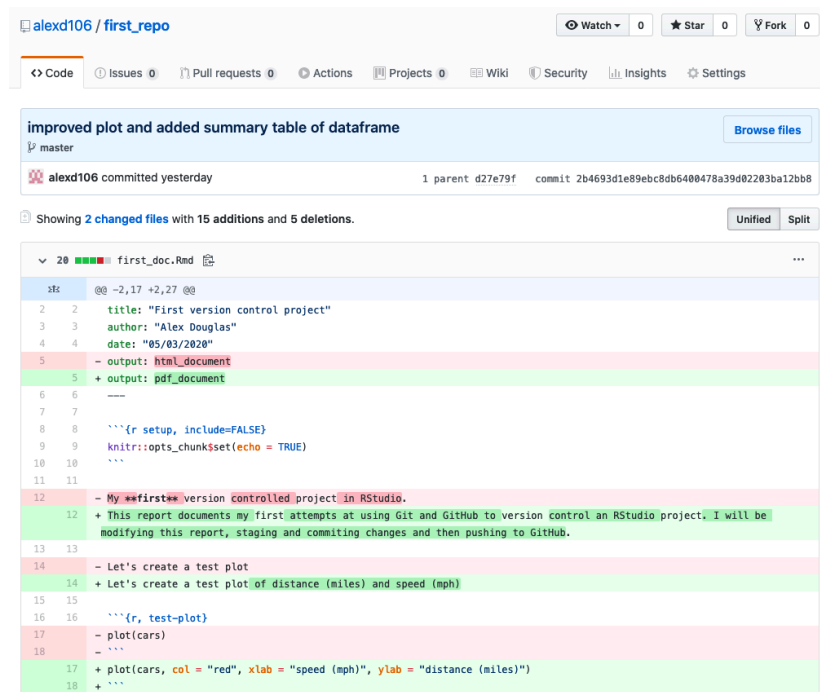 alexd106 / first_repo
Watch 0 Star 0 Fork 0
Code Issues 0 Pull requests 0 Actions Projects 0 Wiki Security Insights Settings
improved plot and added summary table of dataframe
Browse files
master
alexd106 committed yesterday 1 parent d27e79f commit 2b4693d1e89ebc8db6400478a39d02203ba12bb8
Showing 2 changed files with 15 additions and 5 deletions. Unified Split
20 first_doc.Rmd ...
@@ -2,17 +2,27 @@
2 2 title: "First version control project"
3 3 author: "Alex Douglas"
4 4 date: "05/03/2020"
5 - output: html_document
5 + output: pdf_document
6 6 ---
7 7
8 8 ```{r setup, include=FALSE}
9 9 knitr::opts_chunk$set(echo = TRUE)
10 10 ```
11 11
12 - My **first** version controlled project in RStudio.
12 + This report documents my first attempts at using Git and GitHub to version control an RStudio project. I will be
modifying this report, staging and commiting changes and then pushing to GitHub.
13 13
14 - Let's create a test plot
14 + Let's create a test plot of distance (miles) and speed (mph)
15 15
16 16 ```{r, test-plot}
17 - plot(cars)
18 - ```
17 + plot(cars, col = "red", xlab = "speed (mph)", ylab = "distance (miles)")
18 + ```